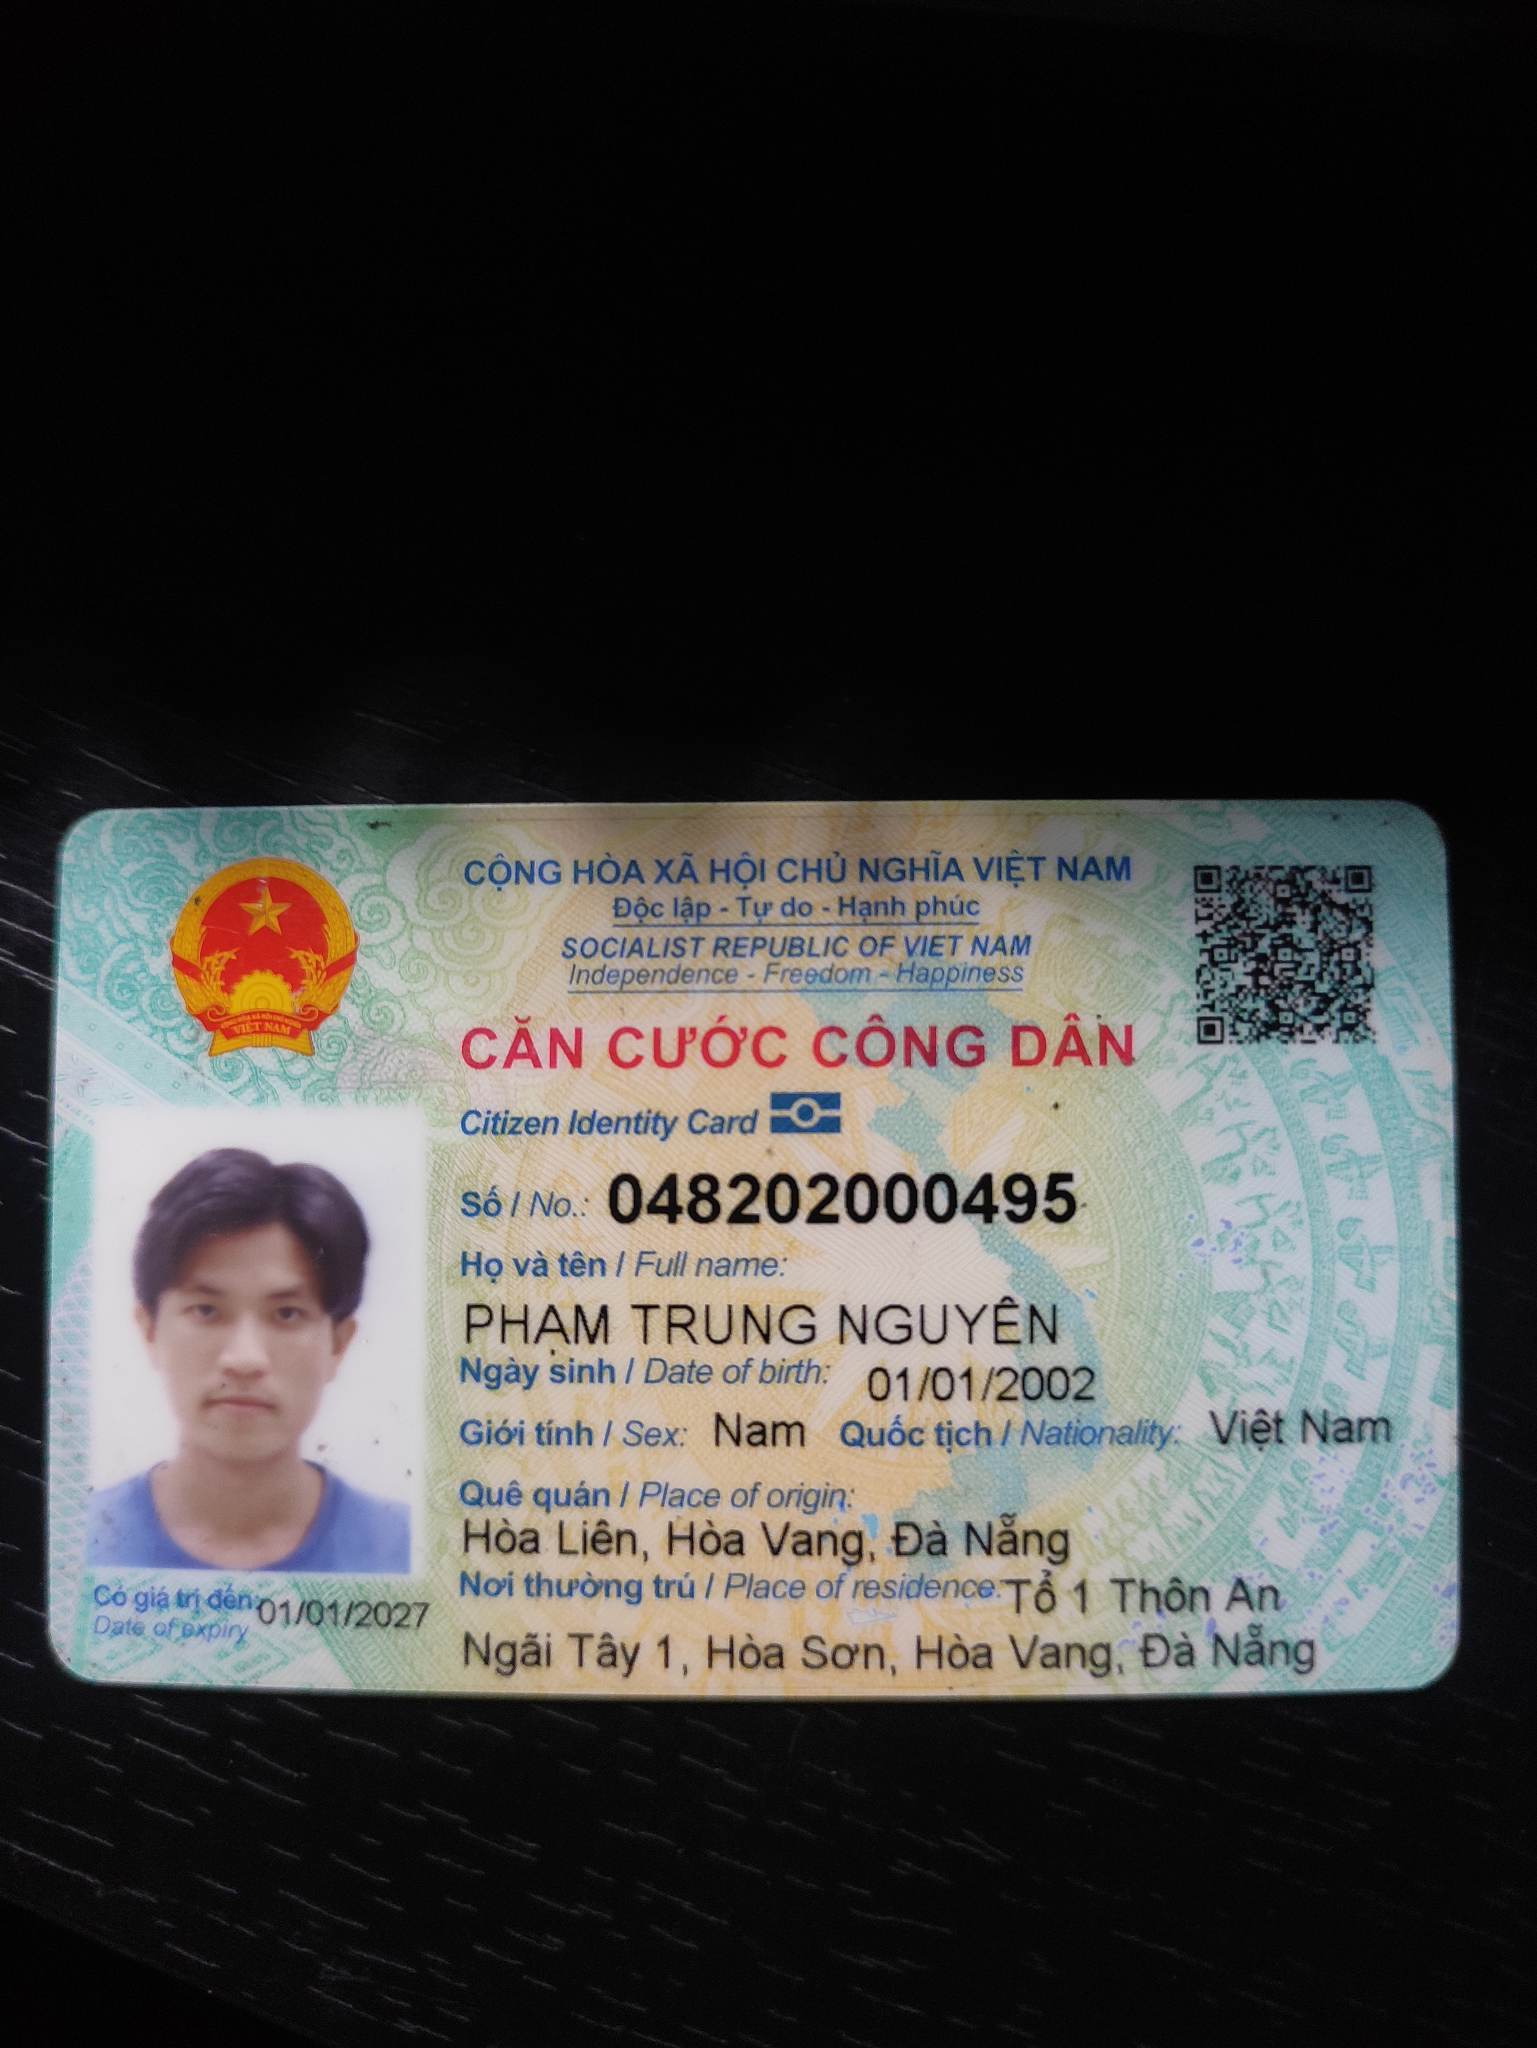 CỘNG HÒA XÃ HỘI CHỦ NGHĨA VIỆT NAM
Độc lập - Tự do - Hạnh phúc
SOCIALIST REPUBLIC OF VIET NAM
Independence - Freedom - Happiness
VIỆT NAM
CĂN CƯỚC CÔNG DÂN
Citizen Identity Card
Số / No.: 048202000495
Họ và tên / Full name:
PHẠM TRUNG NGUYÊN
Ngày sinh / Date of birth: 01/01/2002
Giới tính / Sex: Nam Quốc tịch / Nationality: Việt Nam
Quê quán / Place of origin:
Hòa Liên, Hòa Vang, Đà Nẵng
Nơi thường trú / Place of residence: Tổ 1 Thôn An
Ngãi Tây 1, Hòa Sơn, Hòa Vang, Đà Nẵng
Có giá trị đến: 01/01/2027
Date of expiry